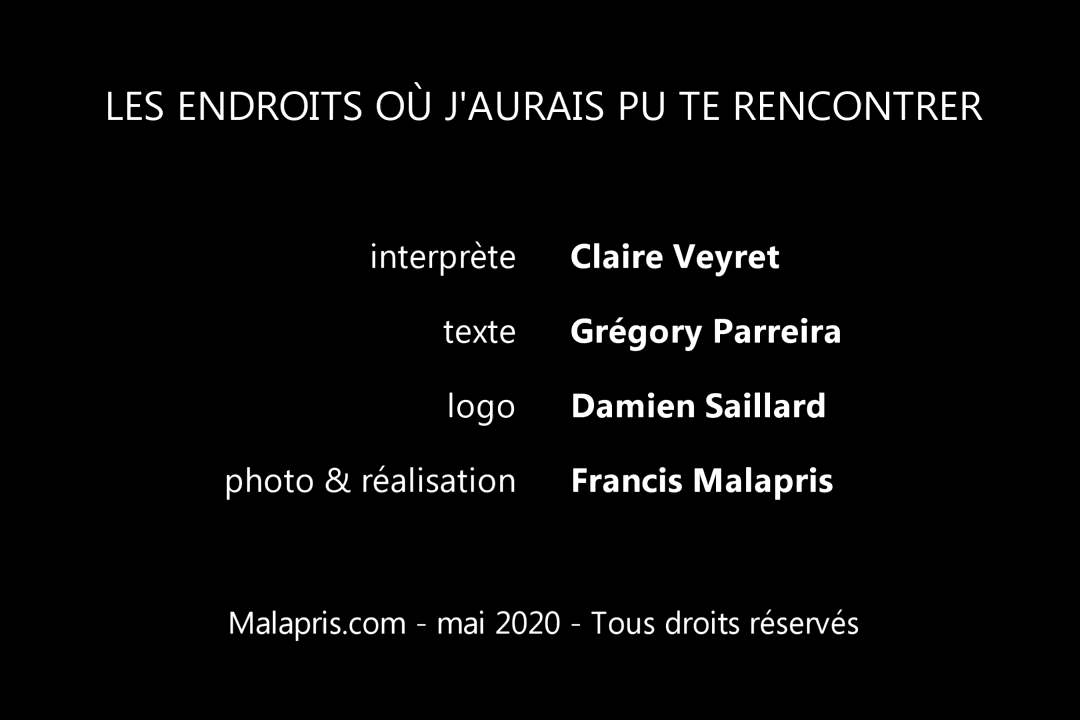 LES ENDROITS OÙ J'AURAIS PU TE RENCONTRER
interprète Claire Veyret
texte Grégory Parreira
logo Damien Saillard
photo & réalisation Francis Malapris
Malapris.com - mai 2020 - Tous droits réservés